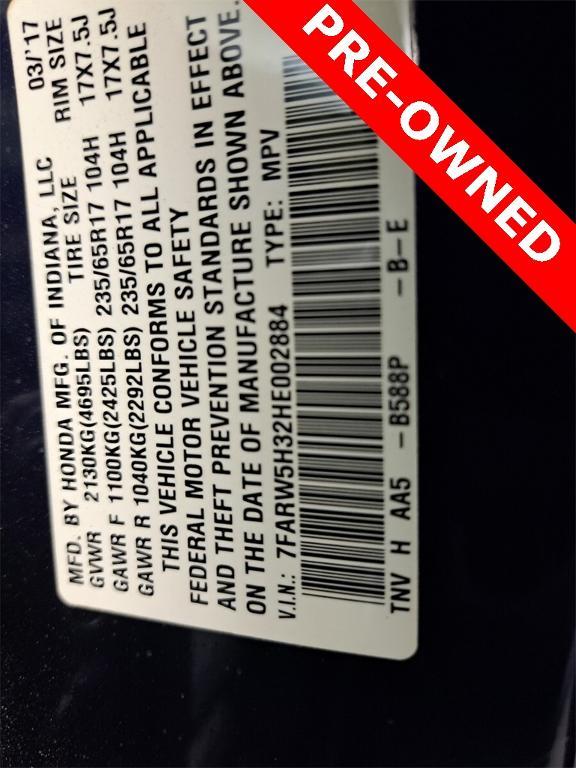 MFD. BY HONDA MFG. OF INDIANA, LLC 03/'17
TIRE SIZE RIM SIZE
GVWR 2130KG(4695LBS)
GAWR F 1100KG(2425LBS) 235/65R17 104H 17X7.5J
GAWR R 1040KG(2292LBS) 235/65R17 104H 17X7.5J
THIS VEHICLE CONFORMS TO ALL APPLICABLE
FEDERAL MOTOR VEHICLE SAFETY
AND THEFT PREVENTION STANDARDS IN EFFECT
ON THE DATE OF MANUFACTURE SHOWN ABOVE.
V.I.N.: 7FARW5H32HE002884 TYPE: MPV
TNV H AA5 -B588P -B-E
PRE-OWNED